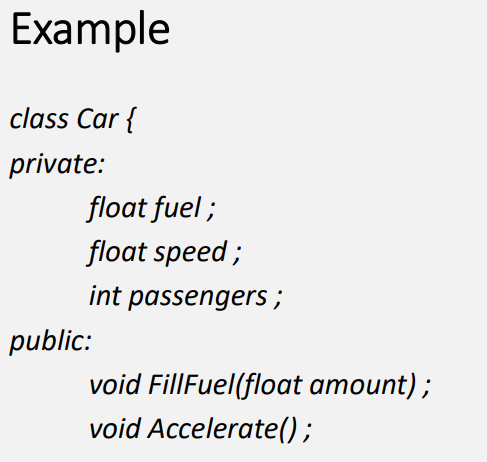 Example
class Car {
private:
float fuel ;
float speed ;
int passengers ;
public:
void FillFuel(float amount) ;
void Accelerate() ;